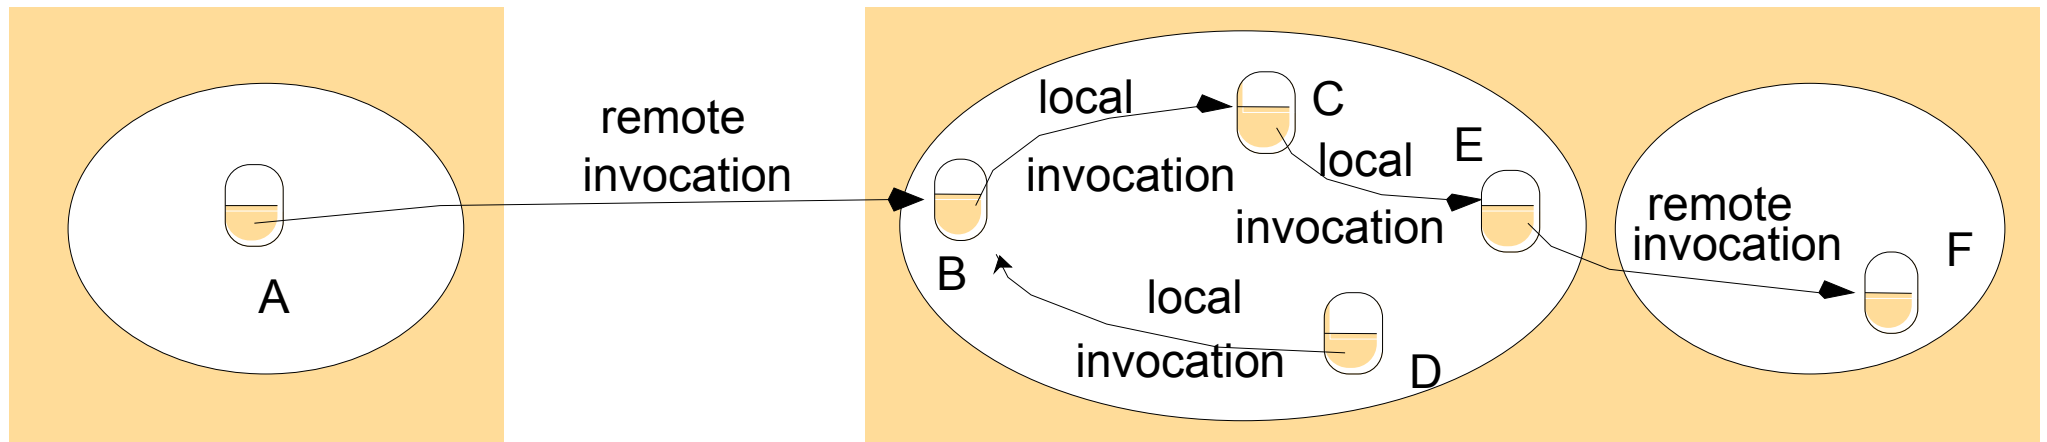 remote
invocation
A
B
local
invocation
C
local
invocation
E
local
invocation
D
remote
invocation
F